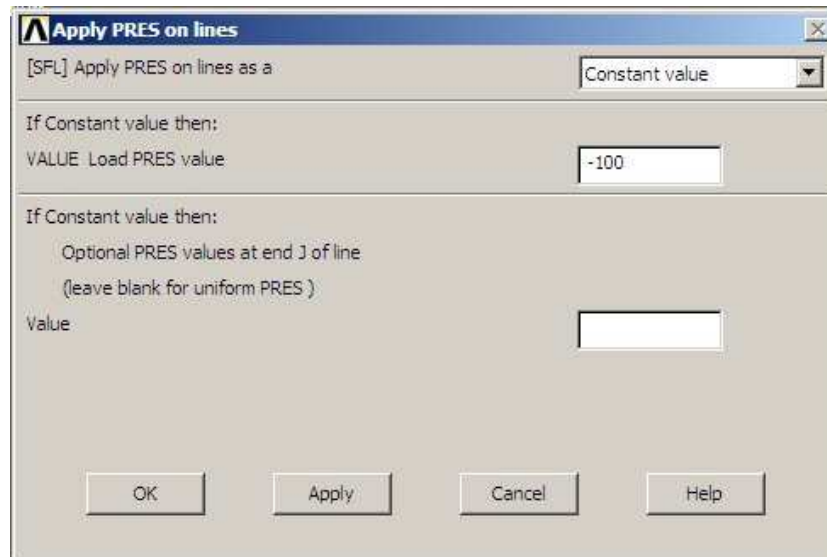 Apply PRES on lines
[SFL] Apply PRES on lines as a Constant value
If Constant value then:
VALUE Load PRES value -100
If Constant value then:
Optional PRES values at end J of line
(leave blank for uniform PRES )
Value
OK Apply Cancel Help